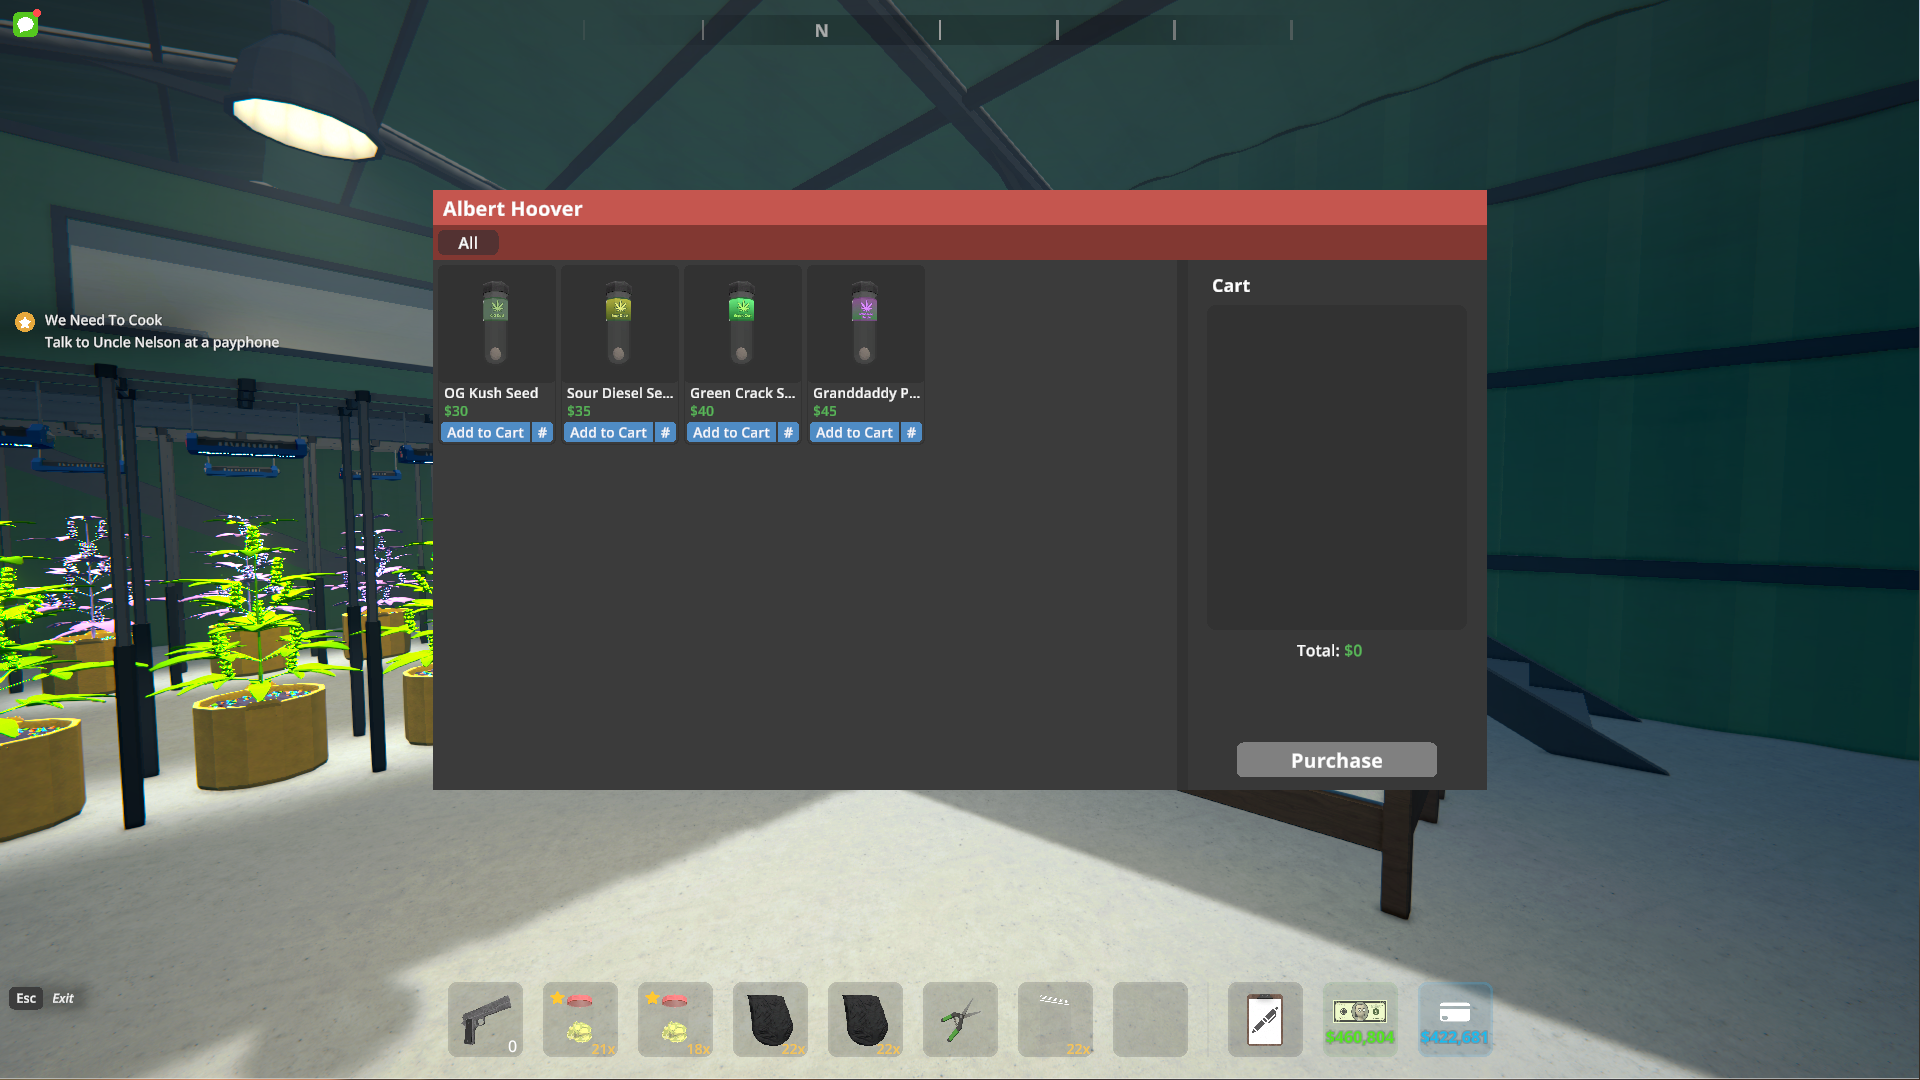 N
Albert Hoover
All
Cart
We Need To Cook
Talk to Uncle Nelson at a payphone
OG Kush Seed
Sour Diesel Se...
Green Crack S...
Granddaddy P...
$30
$35
$40
$45
Add to Cart #
Add to Cart #
Add to Cart #
Add to Cart #
Total: $0
Purchase
Esc Exit
0
21x
18x
22x
22x
22x
$422,681